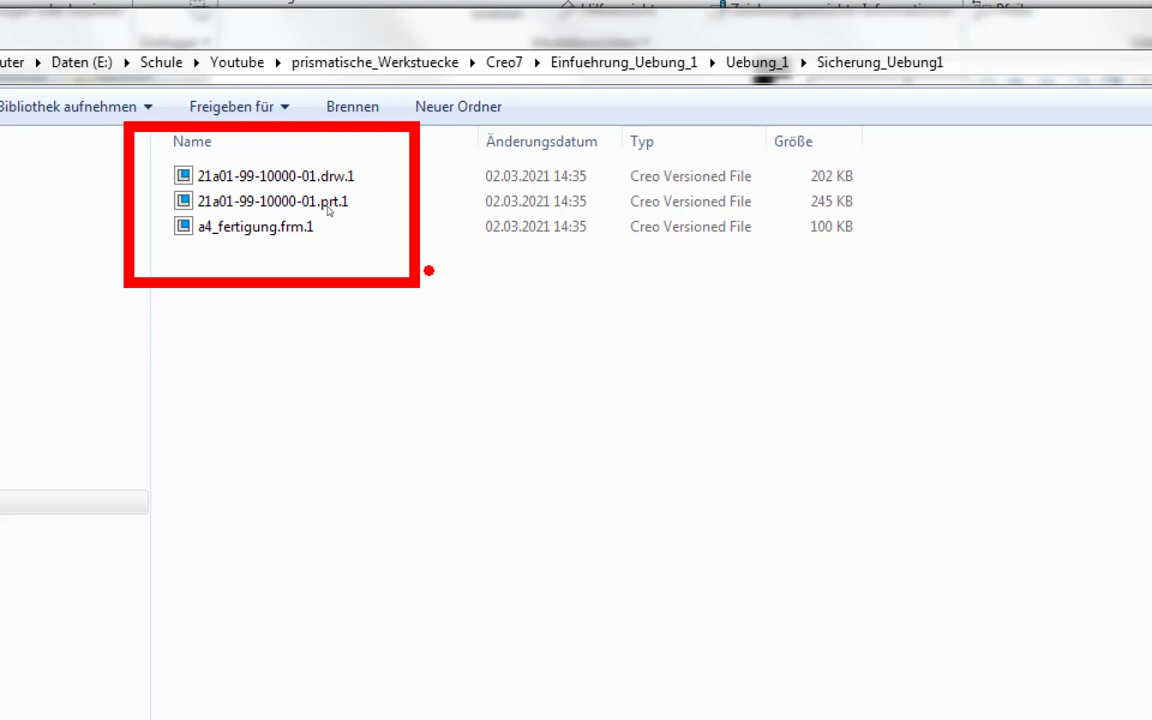 uter ▸ Daten (E:) ▸ Schule ▸ Youtube ▸ prismatische_Werkstuecke ▸ Creo7 ▸ Einfuehrung_Uebung_1 ▸ Uebung_1 ▸ Sicherung_Uebung1
Bibliothek aufnehmen Freigeben für Brennen Neuer Ordner
Name Änderungsdatum Typ Größe
21a01-99-10000-01.drw.1 02.03.2021 14:35 Creo Versioned File 202 KB
21a01-99-10000-01.prt.1 02.03.2021 14:35 Creo Versioned File 245 KB
a4_fertigung.frm.1 02.03.2021 14:35 Creo Versioned File 100 KB